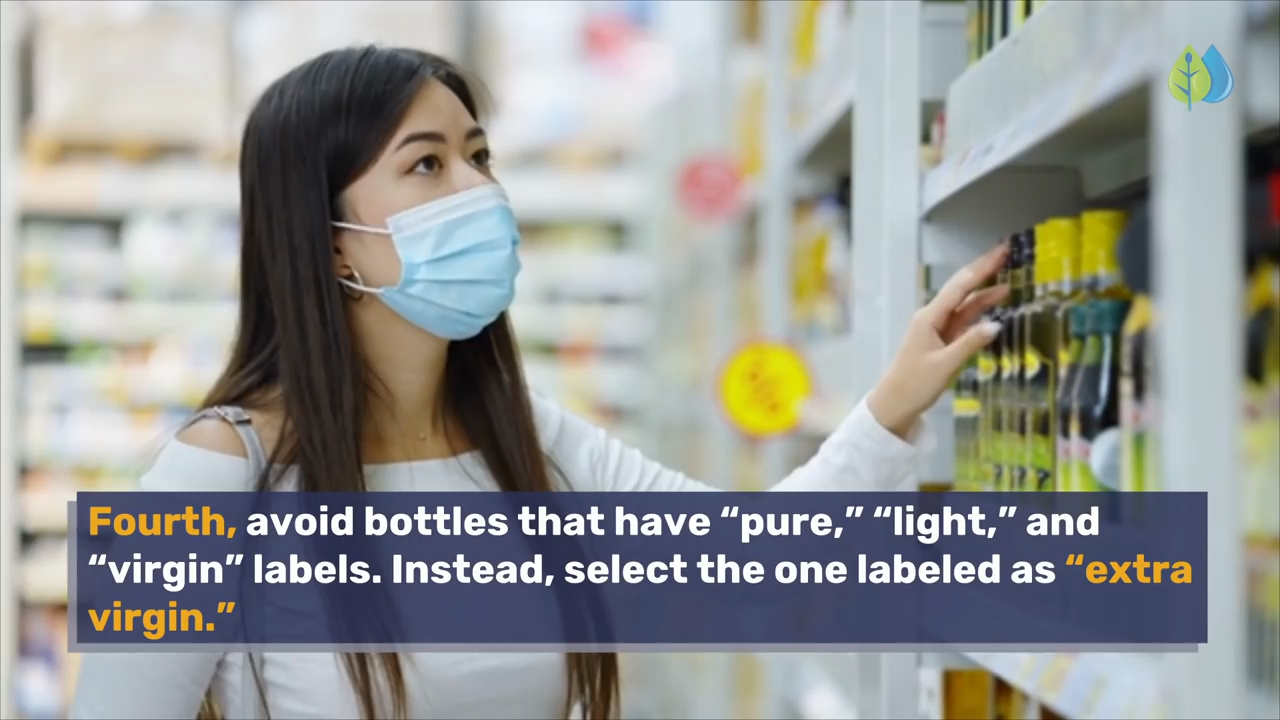 Fourth, avoid bottles that have “pure,” “light,” and
“virgin” labels. Instead, select the one labeled as “extra
virgin.”